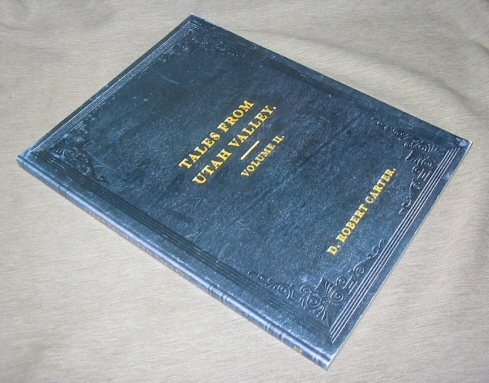 TALES FROM
UTAH VALLEY.
VOLUME II.
D. ROBERT CARTER.